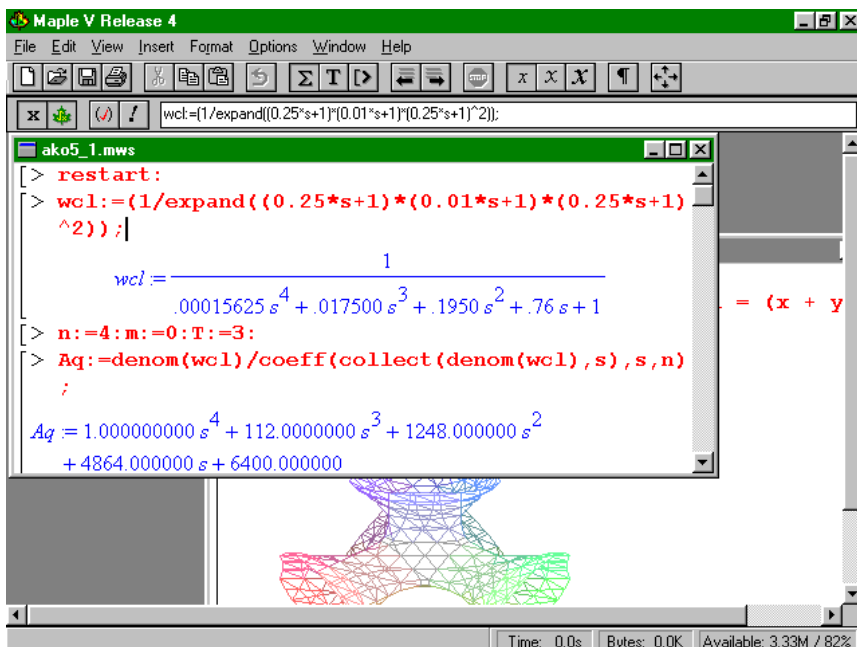 Maple V Release 4
File Edit View Insert Format Options Window Help
Σ T [> STOP x x x ¶
x (√) ! wcl:=(1/expand((0.25*s+1)*(0.01*s+1)*(0.25*s+1)^2));
ako5_1.mws
[> restart:
[> wcl:=(1/expand((0.25*s+1)*(0.01*s+1)*(0.25*s+1)
^2));
wcl := 1 / .00015625 s^4 + .017500 s^3 + .1950 s^2 + .76 s + 1
= (x + y
[> n:=4:m:=0:T:=3:
[> Aq:=denom(wcl)/coeff(collect(denom(wcl),s),s,n)
;
Aq := 1.000000000 s^4 + 112.0000000 s^3 + 1248.000000 s^2
+ 4864.000000 s + 6400.000000
Time: 0.0s Bytes: 0.0K Available: 3.33M / 82%